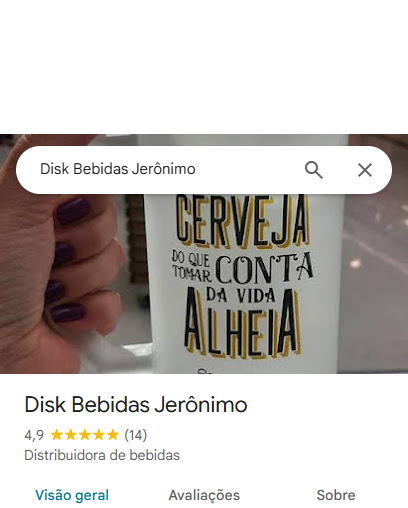 Disk Bebidas Jerônimo
CERVEJA
DO QUE
TOMAR CONTA
DA VIDA
ALHEIA
Disk Bebidas Jerônimo
4,9 ★★★★★ (14)
Distribuidora de bebidas
Visão geral Avaliações Sobre